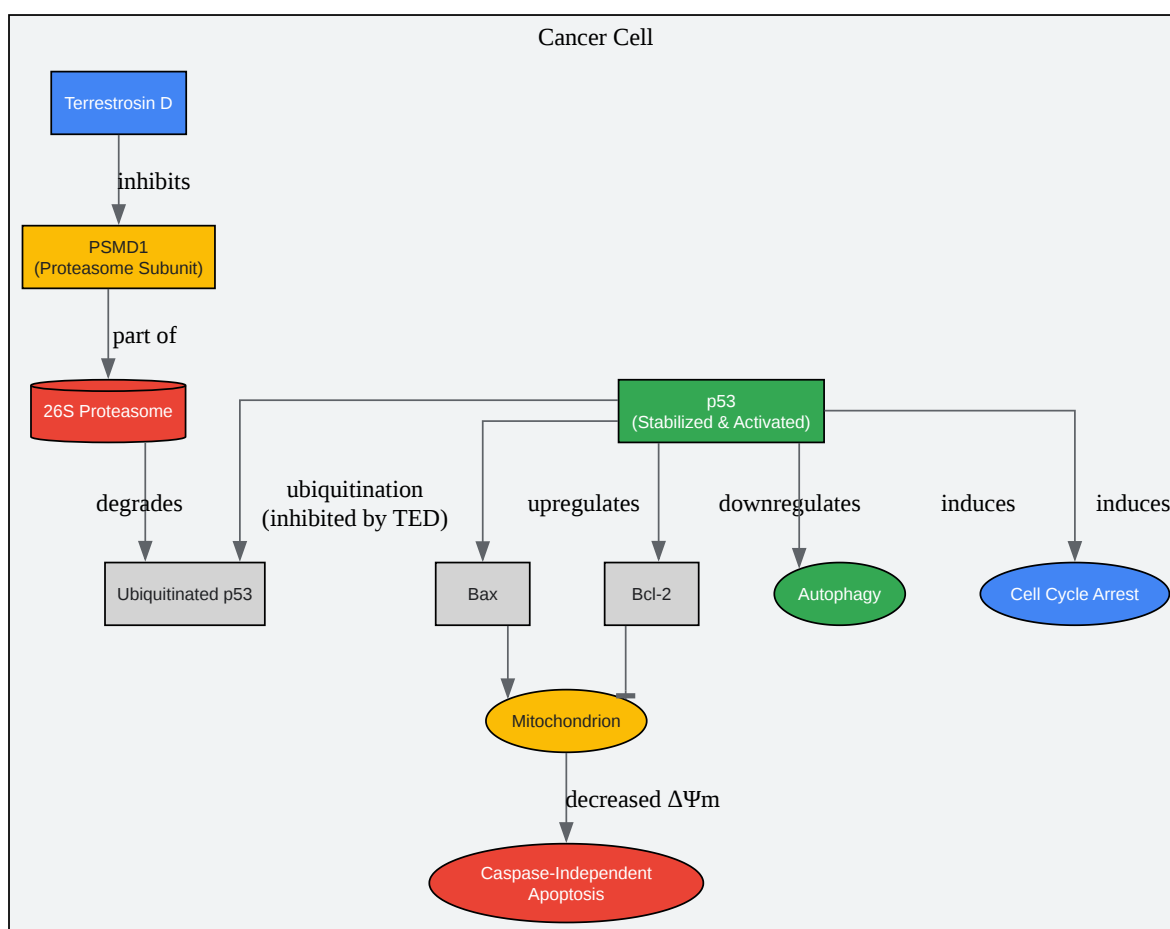 Cancer Cell
Terrestrosin D
inhibits
PSMD1
(Proteasome Subunit)
part of
26S Proteasome
p53
(Stabilized & Activated)
degrades
ubiquitination
(inhibited by TED)
upregulates
downregulates
induces
induces
Ubiquitinated p53
Bax
Bcl-2
Autophagy
Cell Cycle Arrest
Mitochondrion
decreased ΔΨm
Caspase-Independent
Apoptosis